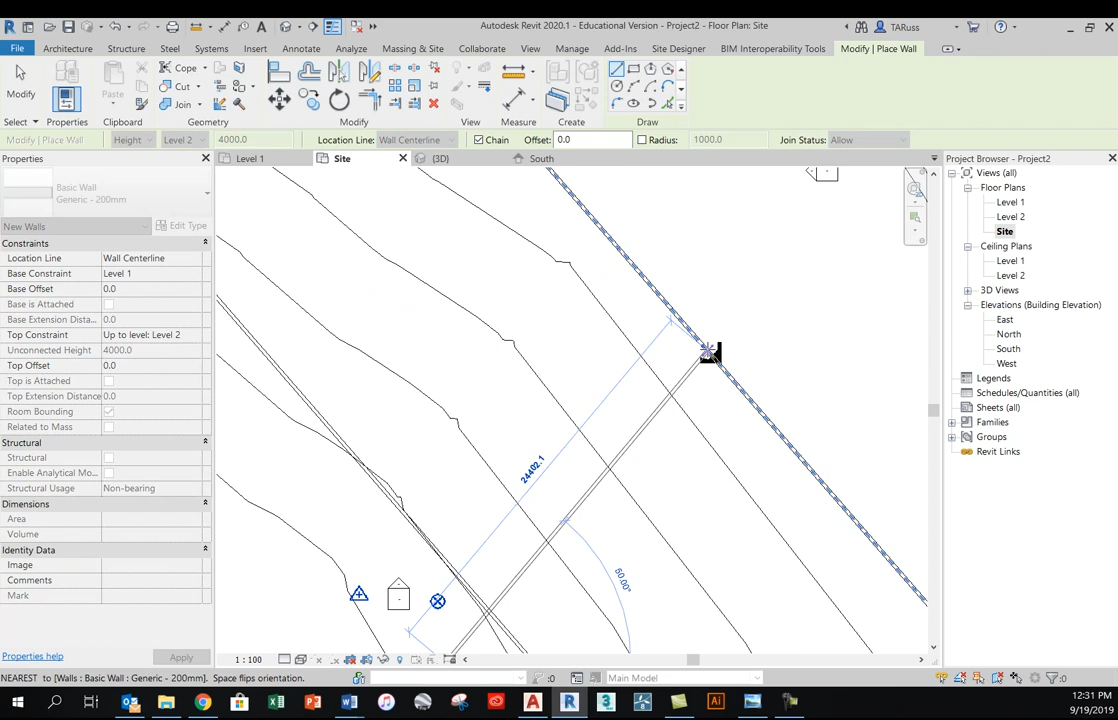 Autodesk Revit 2020.1 - Educational Version - Project2 - Floor Plan: Site
TARuss
File Architecture Structure Steel Systems Insert Annotate Analyze Massing & Site Collaborate View Manage Add-Ins Site Designer BIM Interoperability Tools Modify | Place Wall
Modify
Paste
Cope
Cut
Join
Select Properties Clipboard Geometry Modify View Measure Create Draw
Modify | Place Wall Height Level 2 4000.0 Location Line: Wall Centerline Chain Offset: 0.0 Radius: 1000.0 Join Status: Allow
Properties
Level 1 Site (3D) South
Project Browser - Project2
Basic Wall
Generic - 200mm
New Walls Edit Type
Constraints
Location Line Wall Centerline
Base Constraint Level 1
Base Offset 0.0
Base is Attached
Base Extension Dista... 0.0
Top Constraint Up to level: Level 2
Unconnected Height 4000.0
Top Offset 0.0
Top is Attached
Top Extension Distance 0.0
Room Bounding
Related to Mass
Structural
Structural
Enable Analytical Mo...
Structural Usage Non-bearing
Dimensions
Area
Volume
Identity Data
Image
Comments
Mark
Properties help Apply
24402.1
50.00°
Views (all)
Floor Plans
Level 1
Level 2
Site
Ceiling Plans
Level 1
Level 2
3D Views
Elevations (Building Elevation)
East
North
South
West
Legends
Schedules/Quantities (all)
Sheets (all)
Families
Groups
Revit Links
1 : 100
NEAREST to [Walls : Basic Wall : Generic - 200mm]. Space flips orientation. :0 Main Model :0
12:31 PM
9/19/2019